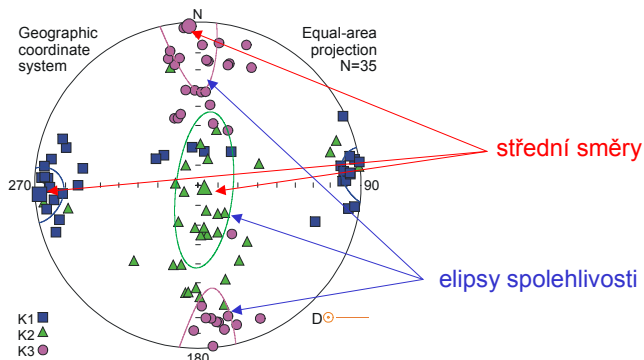 Geographic
coordinate
system
N
Equal-area
projection
N=35
střední směry
270
90
elipsy spolehlivosti
K1
K2
K3
180
D